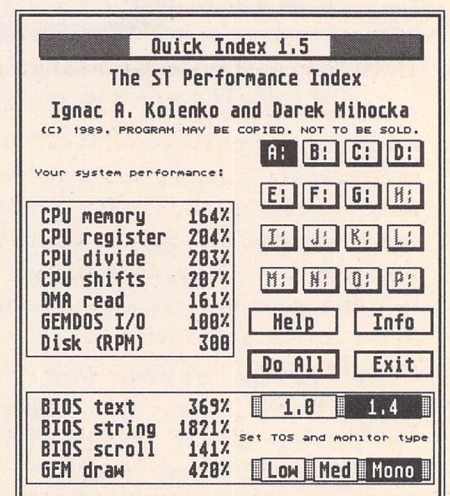 Quick Index 1.5
The ST Performance Index
Ignac A. Kolenko and Darek Mihocka
(C) 1989. PROGRAM MAY BE COPIED. NOT TO BE SOLD.
A: B: C: D:
Your system performance:
E: F: G: H:
CPU memory 164%
CPU register 204%
I: J: K: L:
CPU divide 203%
CPU shifts 207%
M: N: O: P:
DMA read 161%
GEMDOS I/O 100%
Help Info
Disk (RPM) 300
Do All Exit
BIOS text 369%
1.0 1.4
BIOS string 1821%
Set TOS and monitor type
BIOS scroll 141%
GEM draw 420%
Low Med Mono